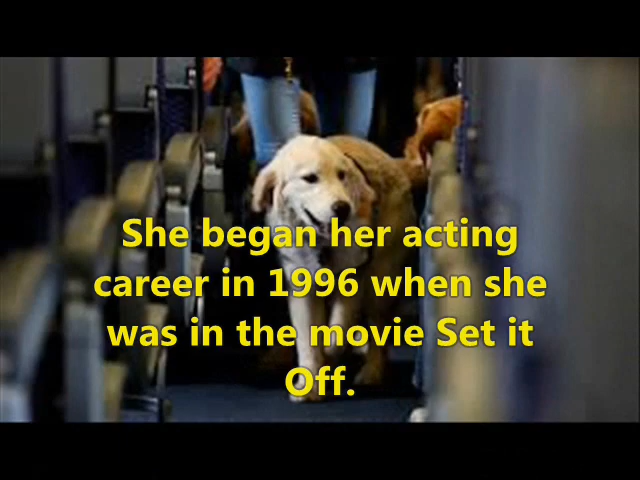 She began her acting
career in 1996 when she
was in the movie Set it
Off.